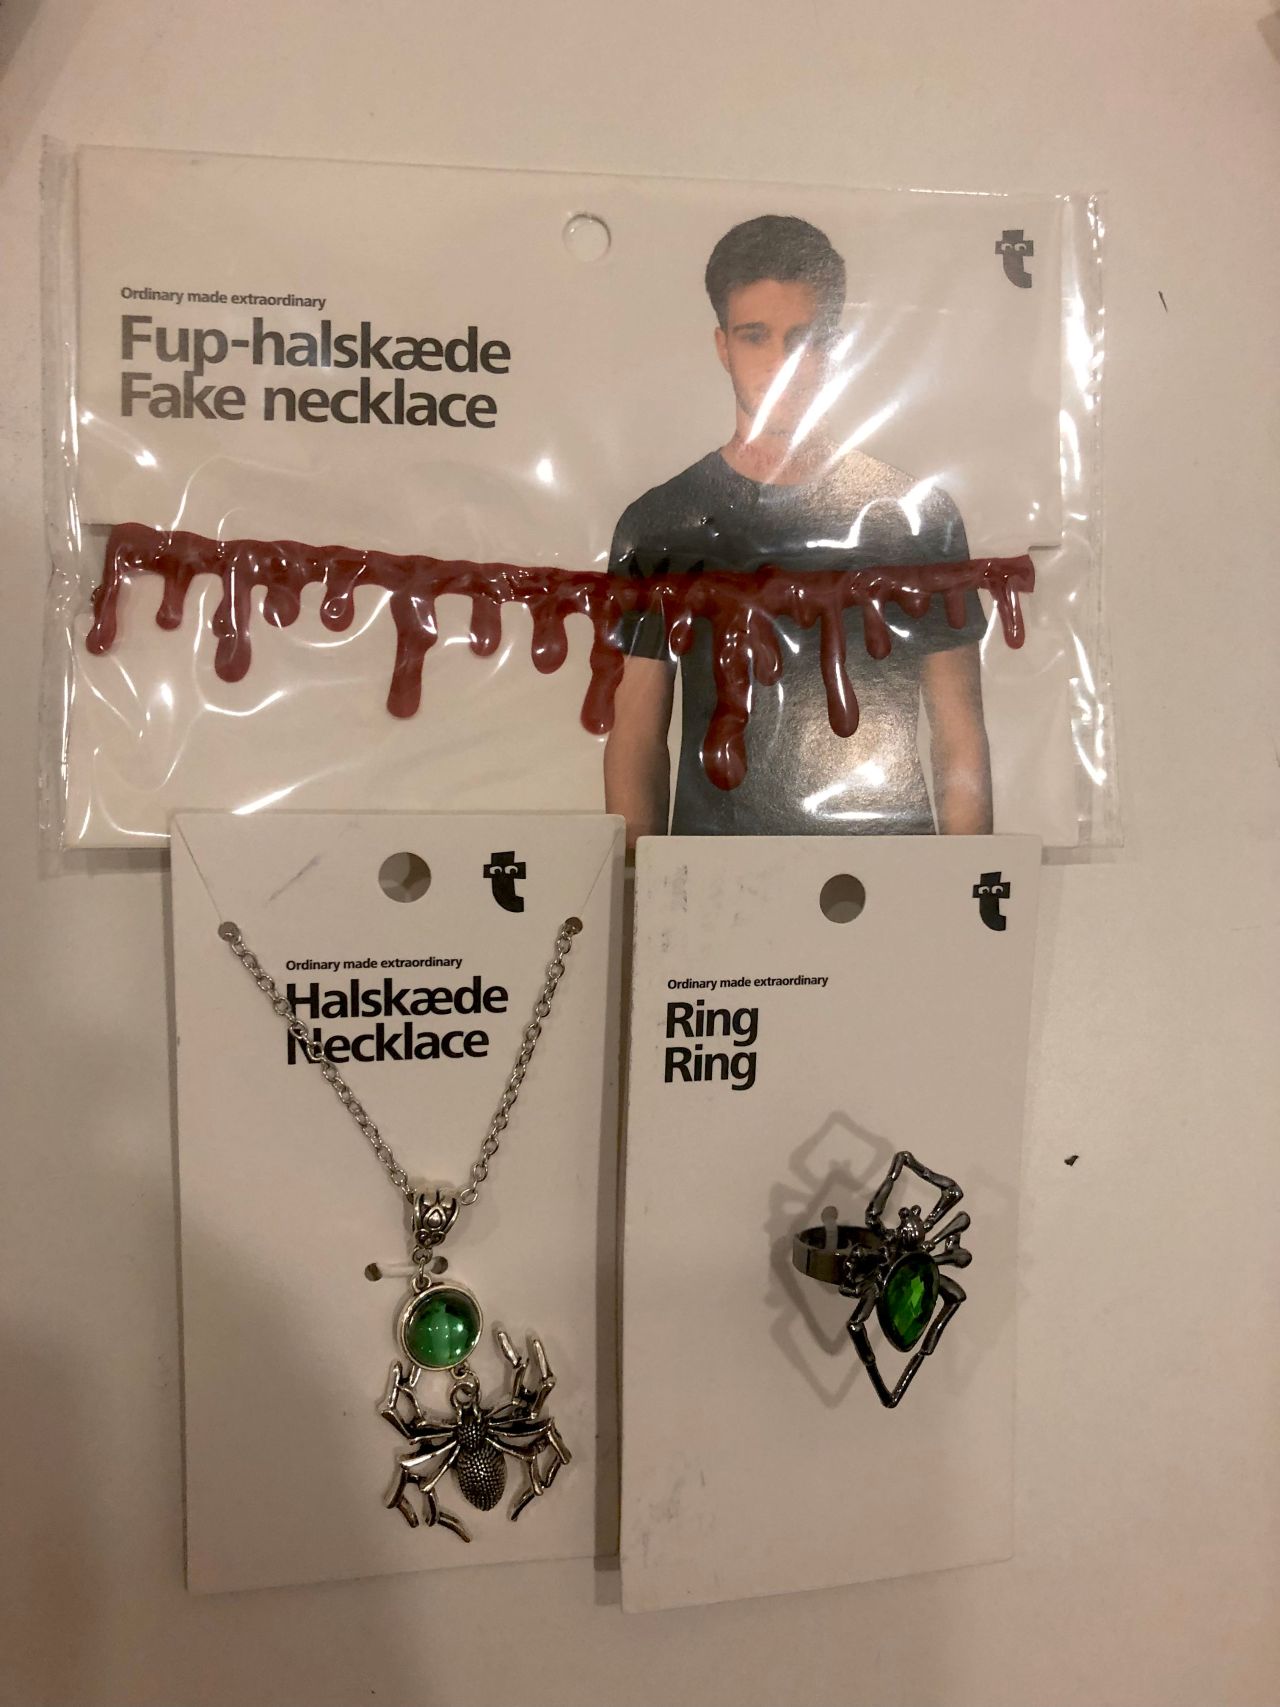 Ordinary made extraordinary
Fup-halskæde
Fake necklace
Ordinary made extraordinary
Halskæde
Necklace
Ordinary made extraordinary
Ring
Ring